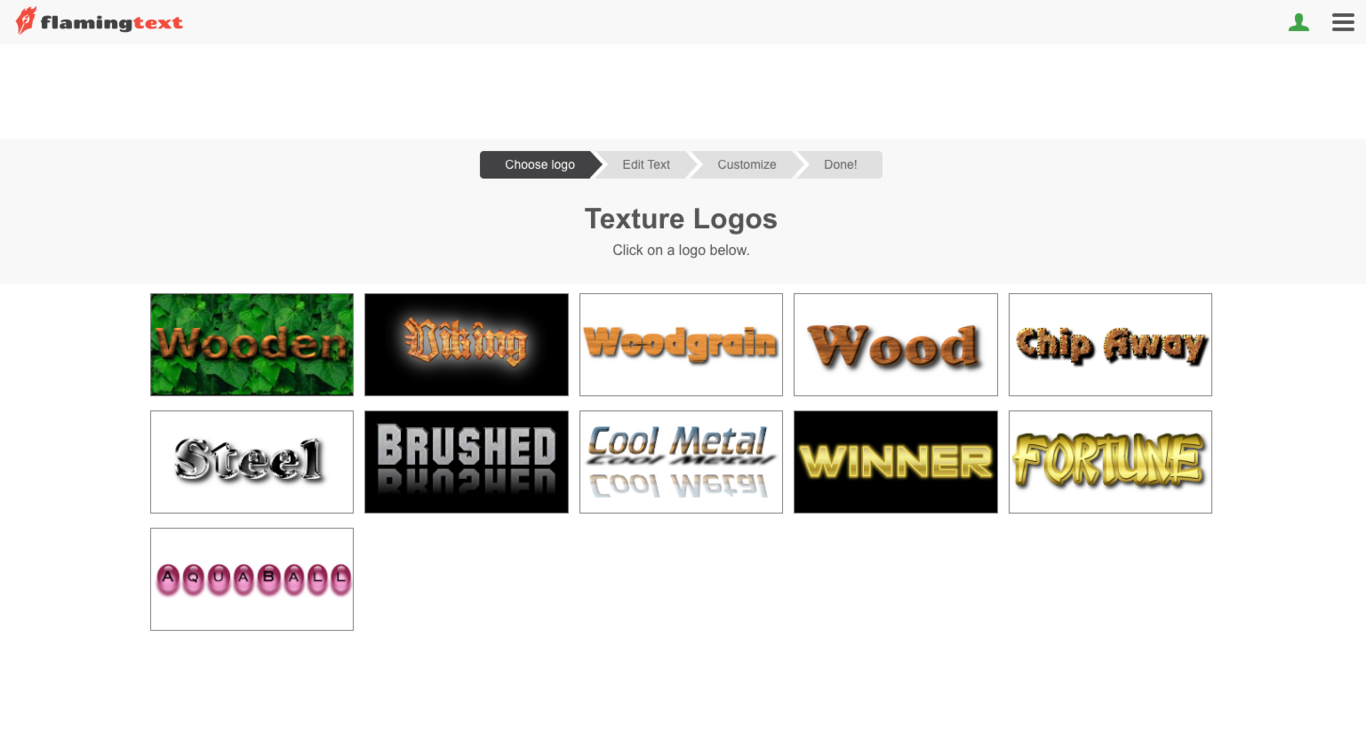 flamingtext
Choose logo
Edit Text
Customize
Done!
Texture Logos
Click on a logo below.
Wooden
Viking
Woodgrain
Wood
Chip Away
Steel
BRUSHED
Cool Metal
WINNER
FORTUNE
AQUABALL